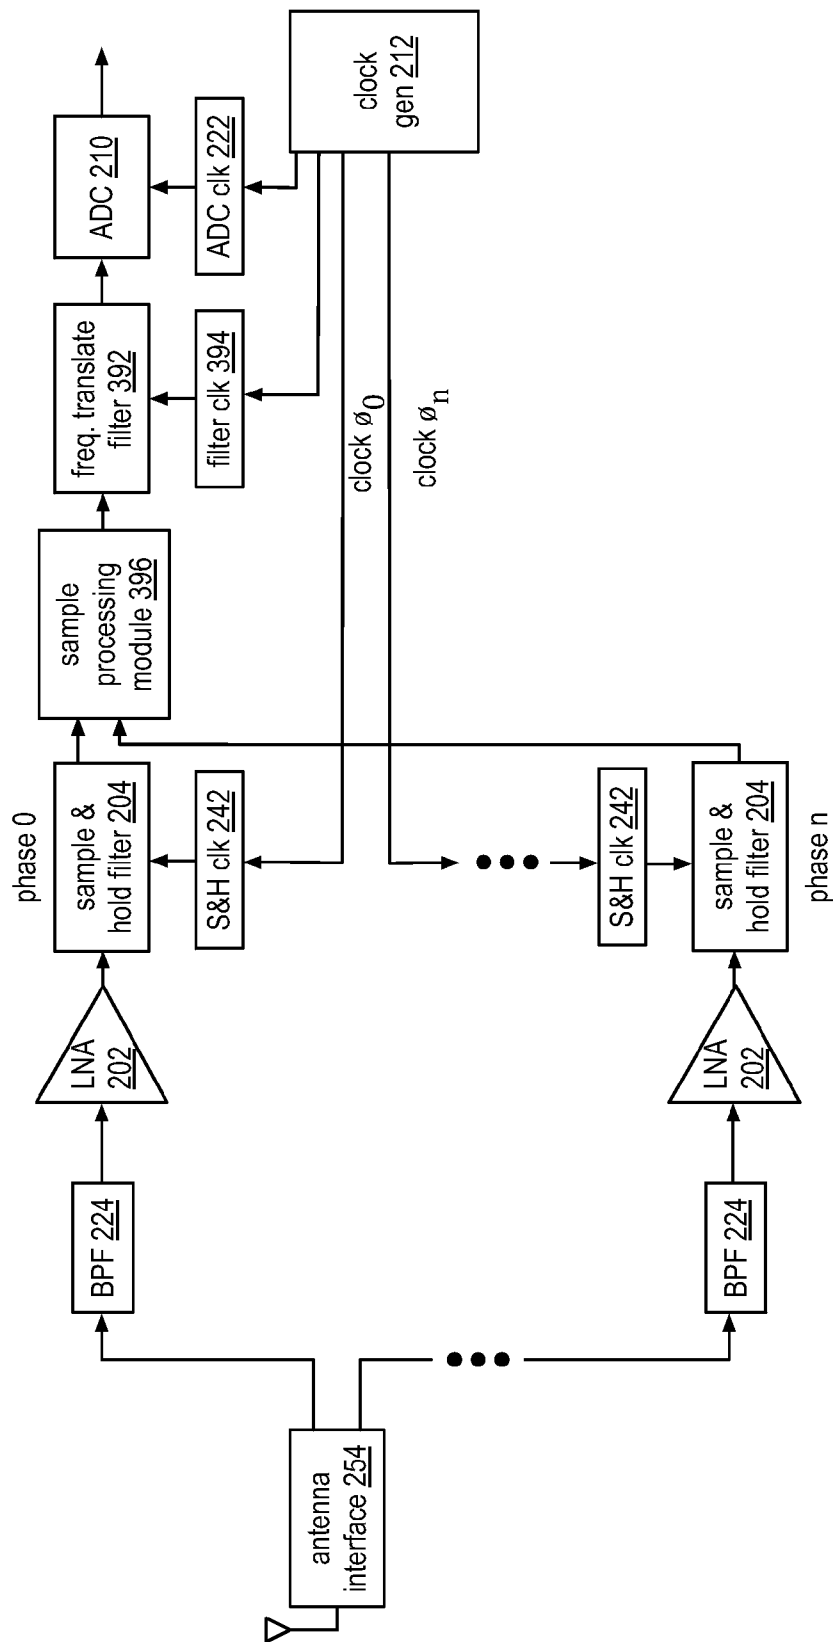 antenna
interface 254
BPF 224
LNA
202
phase 0
sample &
hold filter 204
S&H clk 242
sample
processing
module 396
freq. translate
filter 392
filter clk 394
ADC 210
ADC clk 222
clock
gen 212
clock ø0
clock øn
BPF 224
LNA
202
S&H clk 242
sample &
hold filter 204
phase n